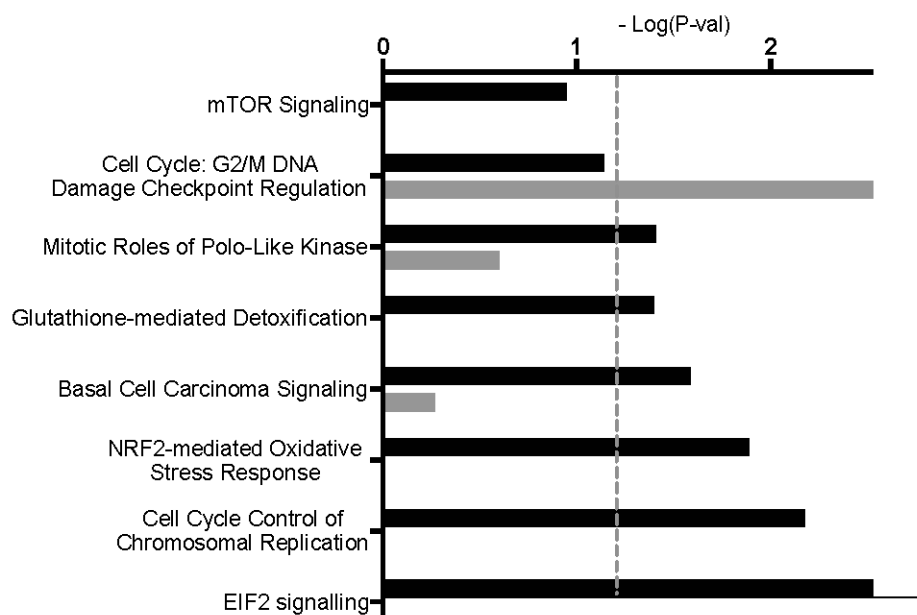 - Log(P-val)
0 1 2
mTOR Signaling
Cell Cycle: G2/M DNA
Damage Checkpoint Regulation
Mitotic Roles of Polo-Like Kinase
Glutathione-mediated Detoxification
Basal Cell Carcinoma Signaling
NRF2-mediated Oxidative
Stress Response
Cell Cycle Control of
Chromosomal Replication
EIF2 signalling